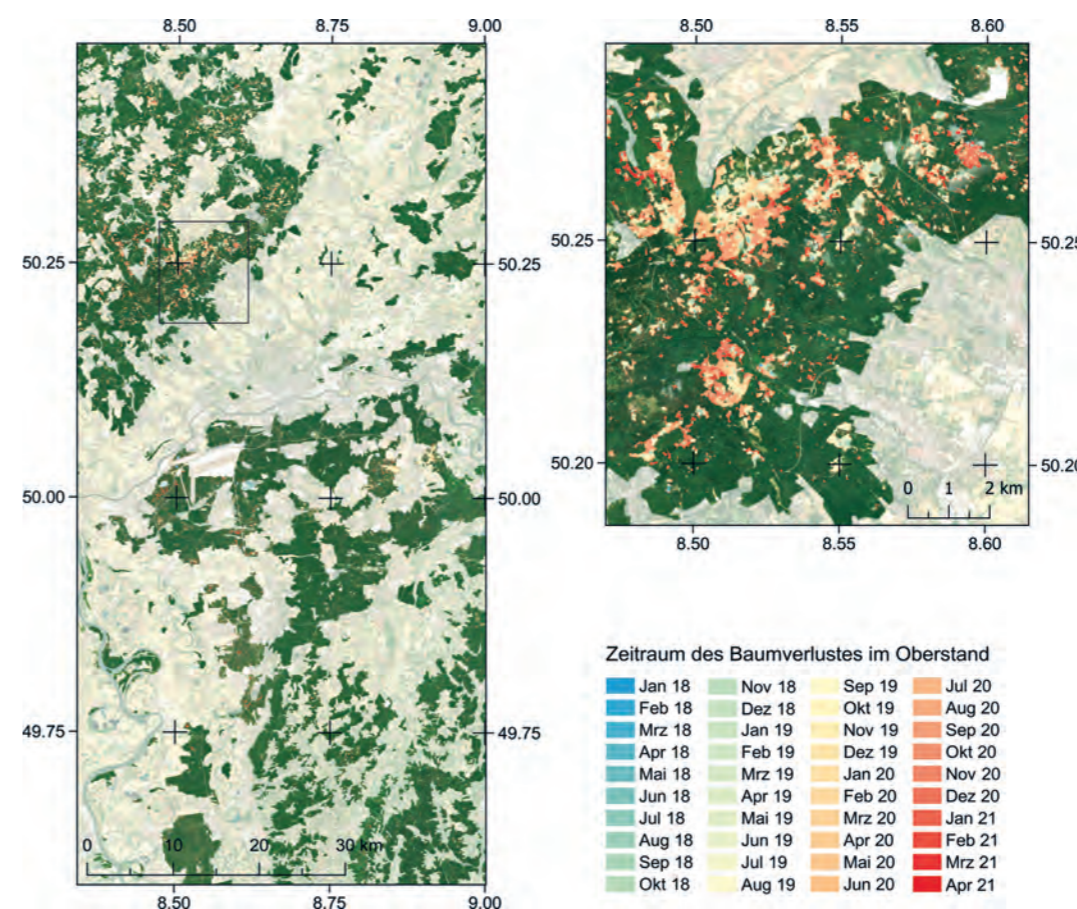 8.50 8.75 9.00
50.25 50.25
50.00 50.00
49.75 49.75
0 10 20 30 km
8.50 8.75 9.00
8.50 8.55 8.60
50.25 50.25
50.20 50.20
0 1 2 km
8.50 8.55 8.60
Zeitraum des Baumverlustes im Oberstand
Jan 18
Feb 18
Mrz 18
Apr 18
Mai 18
Jun 18
Jul 18
Aug 18
Sep 18
Okt 18
Nov 18
Dez 18
Jan 19
Feb 19
Mrz 19
Apr 19
Mai 19
Jun 19
Jul 19
Aug 19
Sep 19
Okt 19
Nov 19
Dez 19
Jan 20
Feb 20
Mrz 20
Apr 20
Mai 20
Jun 20
Jul 20
Aug 20
Sep 20
Okt 20
Nov 20
Dez 20
Jan 21
Feb 21
Mrz 21
Apr 21